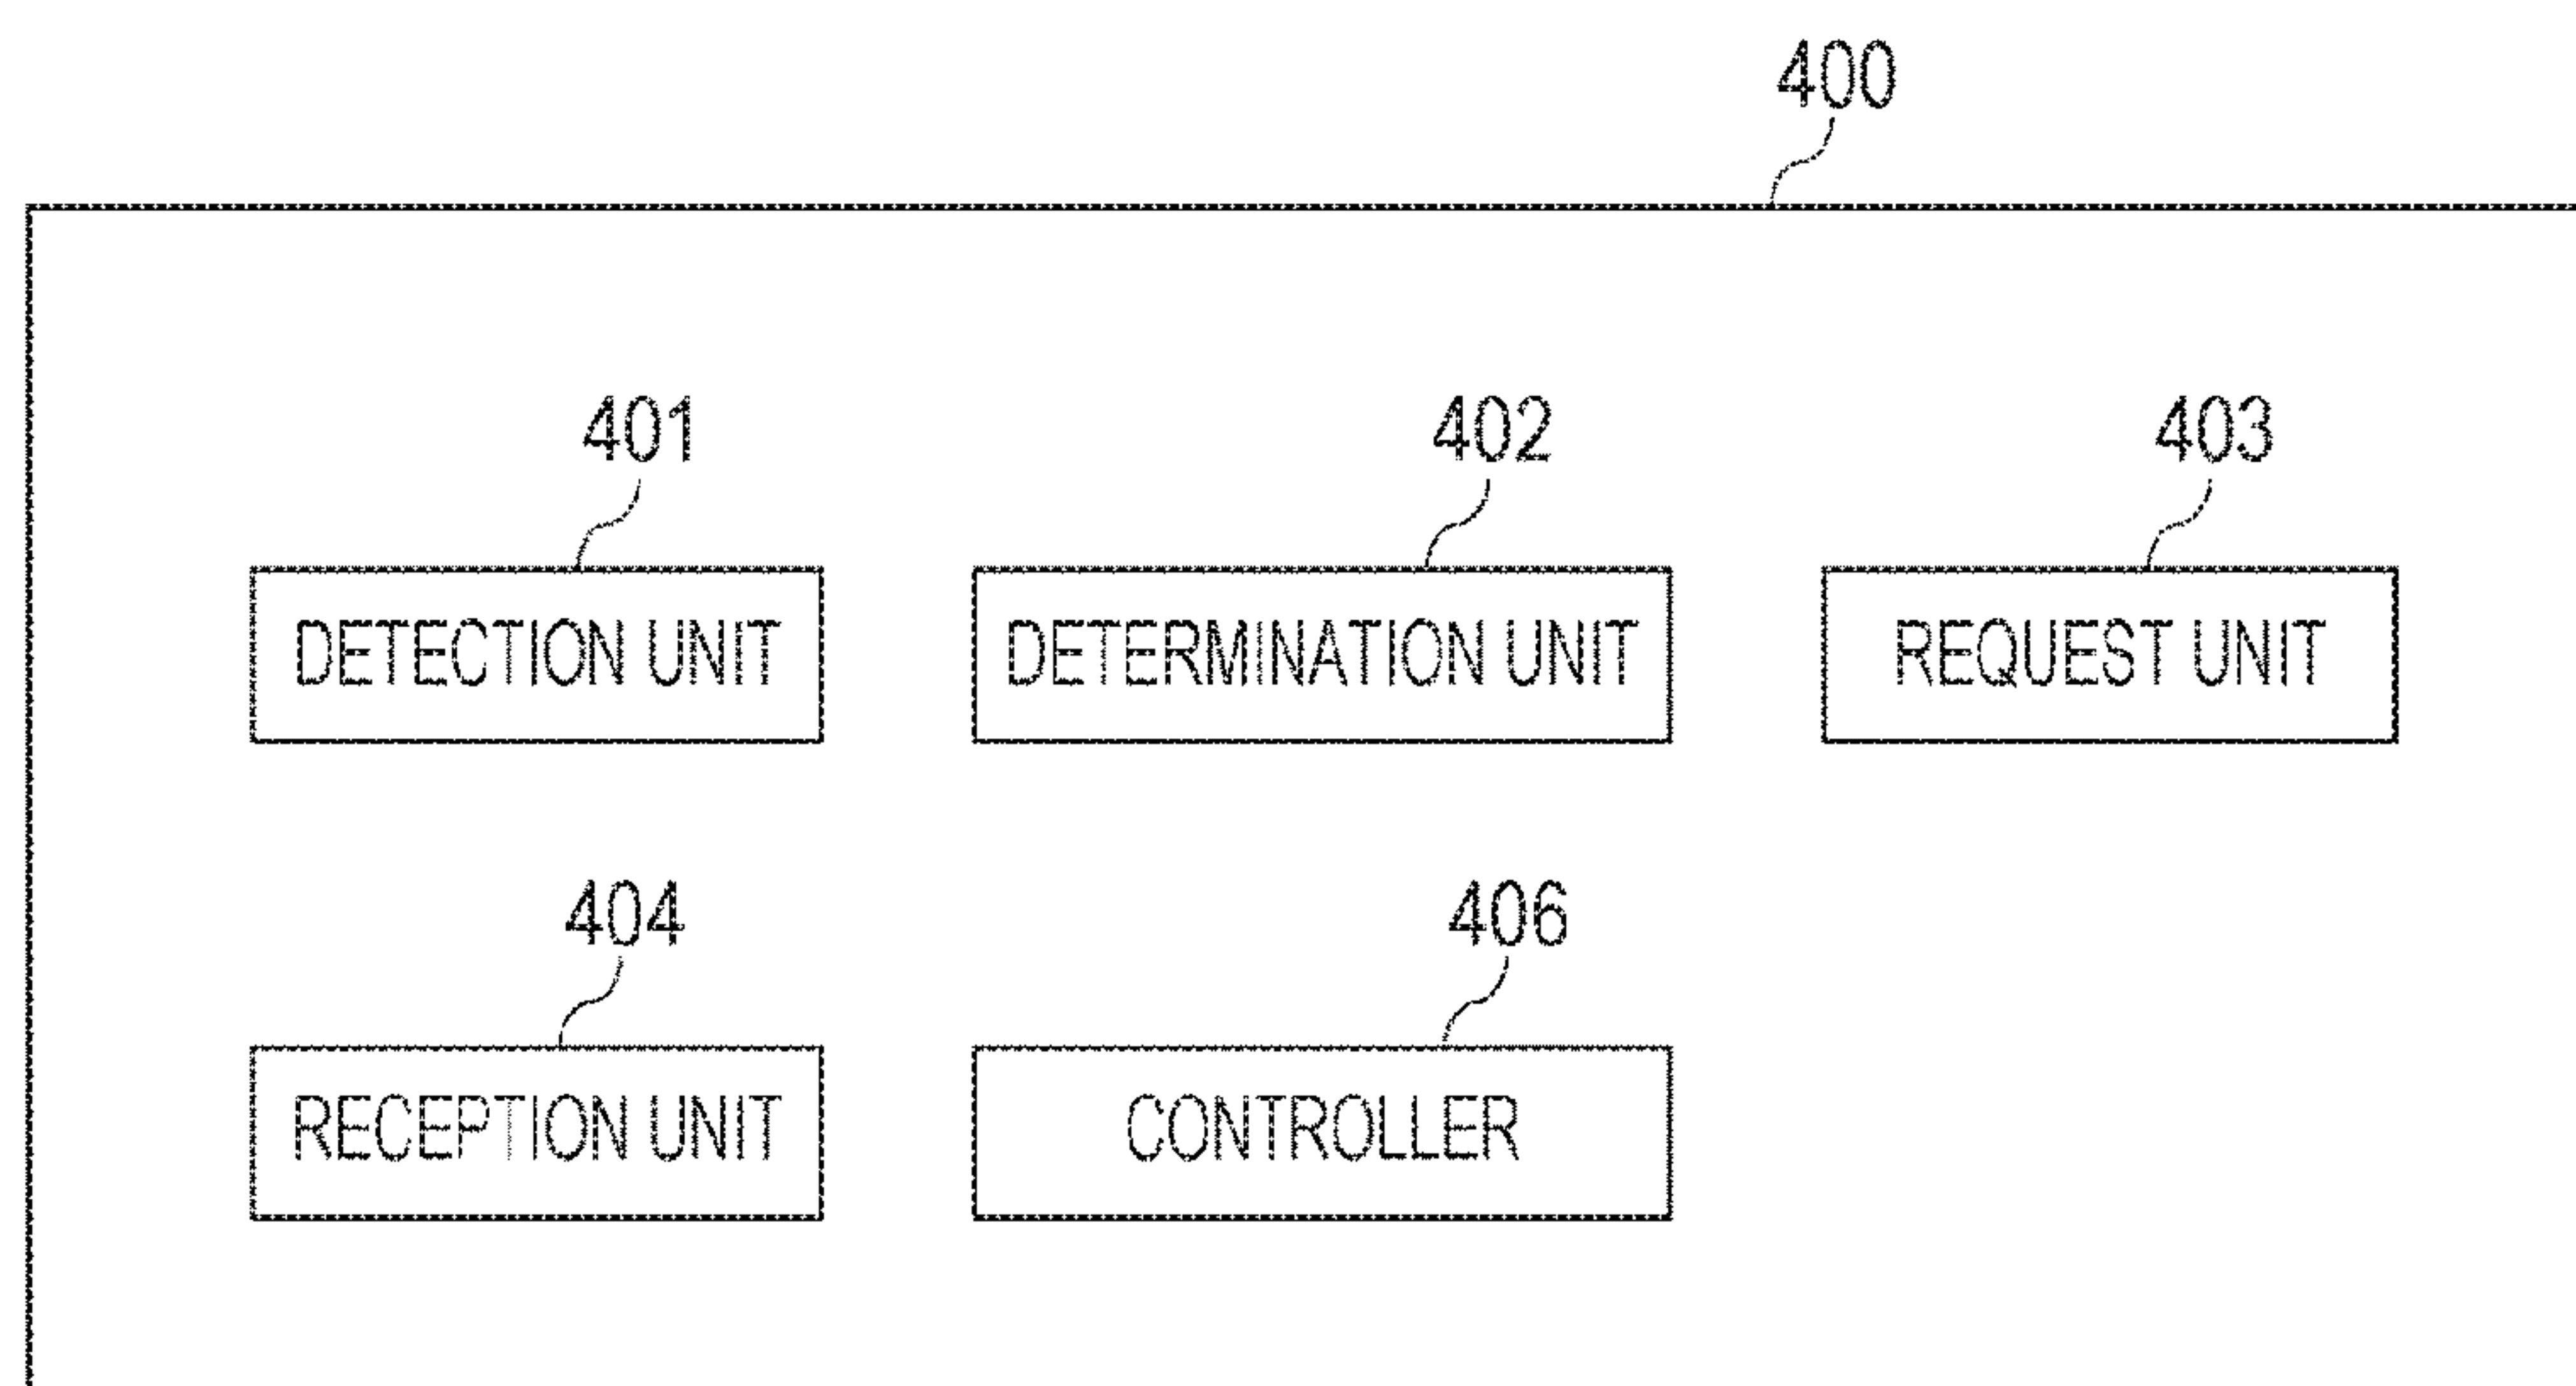 400
401
402
403
DETECTION UNIT
DETERMINATION UNIT
REQUEST UNIT
404
406
RECEPTION UNIT
CONTROLLER